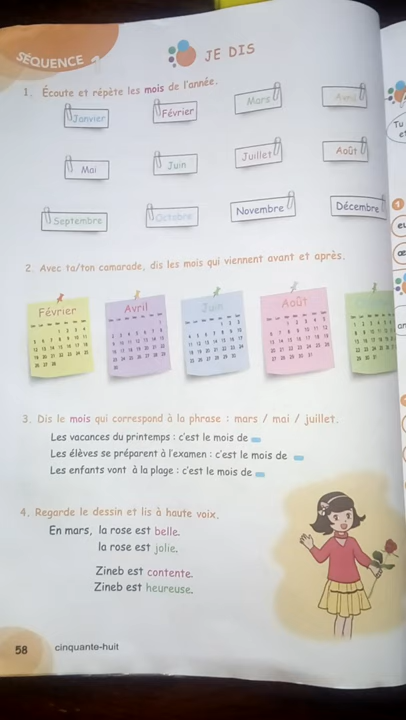 SÉQUENCE 1
JE DIS
1. Écoute et répète les mois de l'année.
Janvier
Février
Mars
Avril
Mai
Juin
Juillet
Août
Septembre
Octobre
Novembre
Décembre
2. Avec ta/ton camarade, dis les mois qui viennent avant et après.
Février
Avril
Juin
Août
3. Dis le mois qui correspond à la phrase : mars / mai / juillet.
Les vacances du printemps : c'est le mois de
Les élèves se préparent à l'examen : c'est le mois de
Les enfants vont à la plage : c'est le mois de
4. Regarde le dessin et lis à haute voix.
En mars, la rose est belle.
la rose est jolie.
Zineb est contente.
Zineb est heureuse.
58
cinquante-huit
Tu